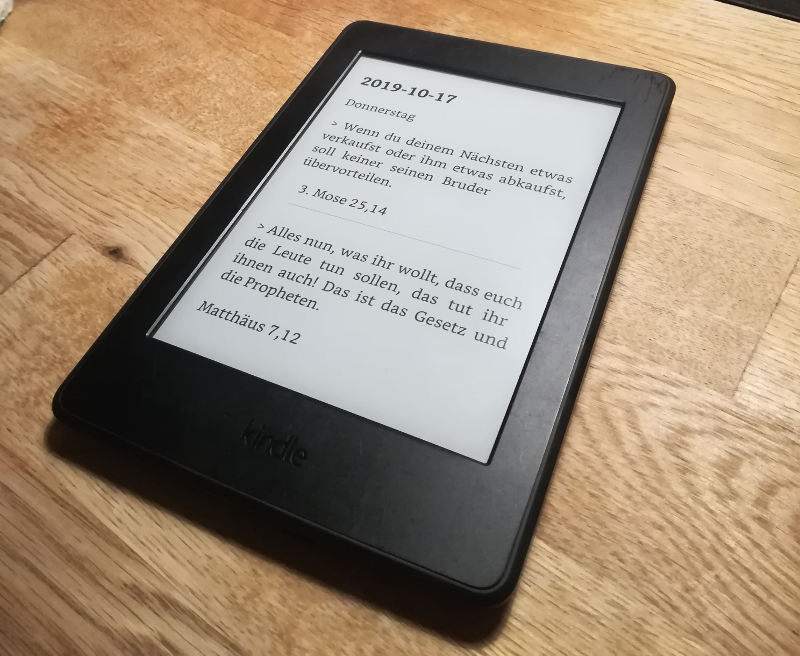 2019-10-17
Donnerstag
> Wenn du deinem Nächsten etwas
verkaufst oder ihm etwas abkaufst,
soll keiner seinen Bruder
übervorteilen.
3. Mose 25,14
> Alles nun, was ihr wollt, dass euch
die Leute tun sollen, das tut ihr
ihnen auch! Das ist das Gesetz und
die Propheten.
Matthäus 7,12
kindle